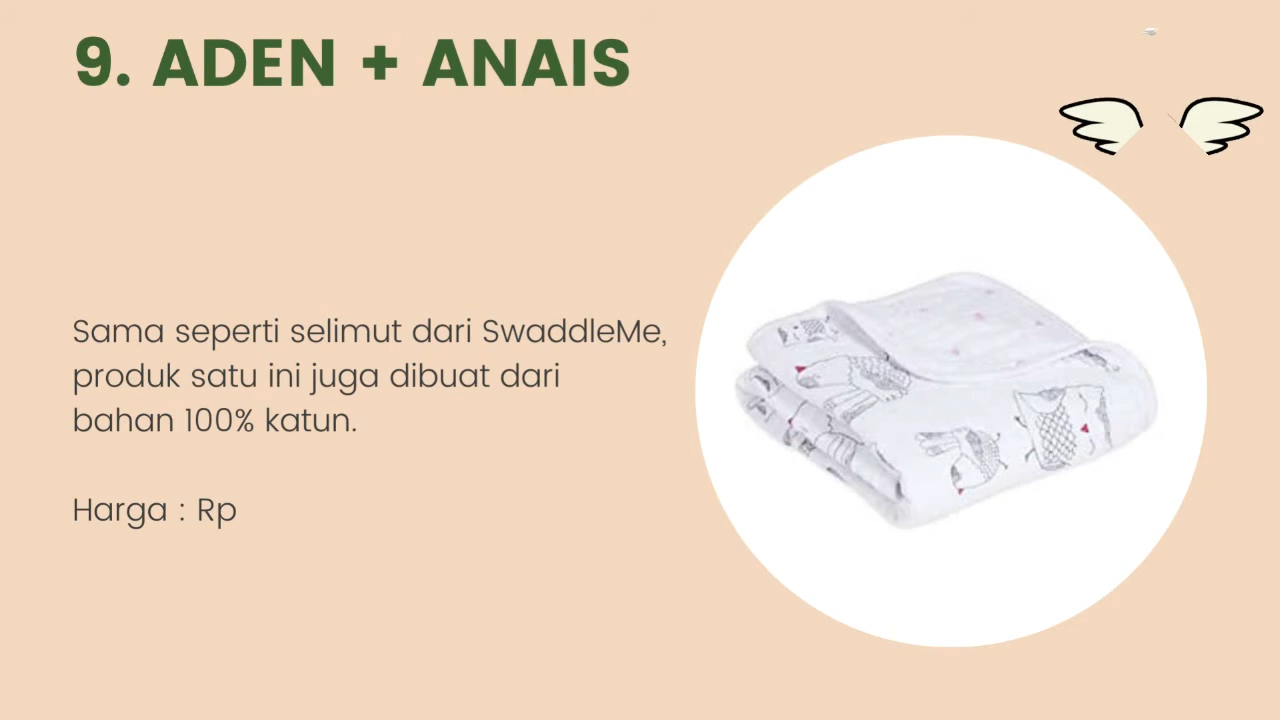 9. ADEN + ANAIS
Sama seperti selimut dari SwaddleMe,
produk satu ini juga dibuat dari
bahan 100% katun.
Harga : Rp